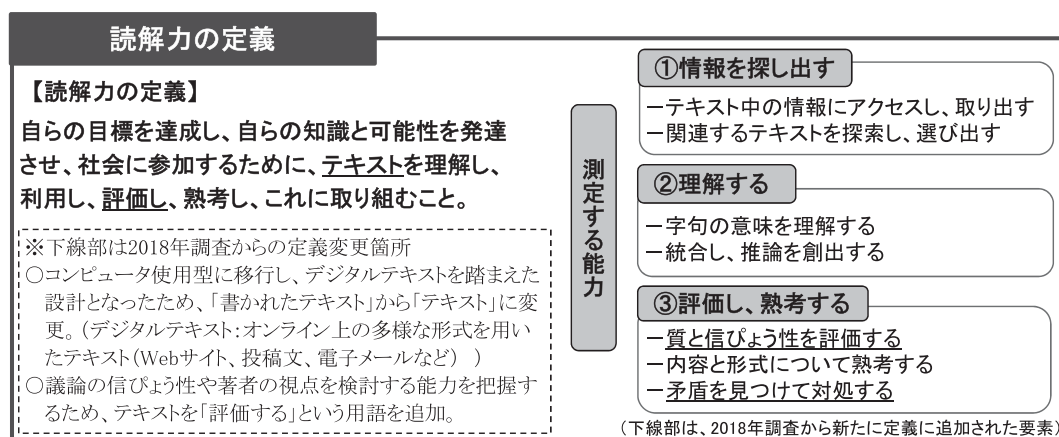 読解力の定義
【読解力の定義】
自らの目標を達成し、自らの知識と可能性を発達
させ、社会に参加するために、テキストを理解し、
利用し、評価し、熟考し、これに取り組むこと。
※下線部は2018年調査からの定義変更箇所
○コンピュータ使用型に移行し、デジタルテキストを踏まえた
設計となったため、「書かれたテキスト」から「テキスト」に変
更。（デジタルテキスト：オンライン上の多様な形式を用い
たテキスト（Webサイト、投稿文、電子メールなど） ）
○議論の信ぴょう性や著者の視点を検討する能力を把握す
るため、テキストを「評価する」という用語を追加。
測定する能力
①情報を探し出す
－テキスト中の情報にアクセスし、取り出す
－関連するテキストを探索し、選び出す
②理解する
－字句の意味を理解する
－統合し、推論を創出する
③評価し、熟考する
－質と信ぴょう性を評価する
－内容と形式について熟考する
－矛盾を見つけて対処する
（下線部は、2018年調査から新たに定義に追加された要素）